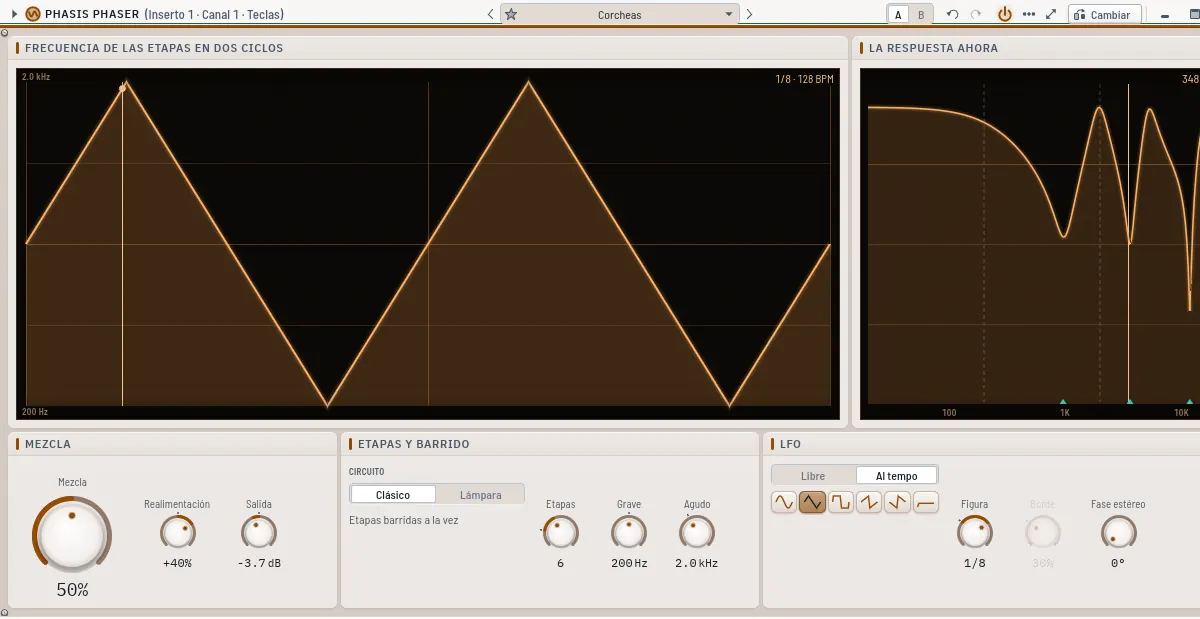 PHASIS PHASER (Inserto 1 · Canal 1 · Teclas)
Corcheas
A B
Cambiar
FRECUENCIA DE LAS ETAPAS EN DOS CICLOS
2.0 kHz
1/8 · 128 BPM
200 Hz
LA RESPUESTA AHORA
348
100 1K 10K
MEZCLA
Mezcla
50%
Realimentación
+40%
Salida
-3.7 dB
ETAPAS Y BARRIDO
CIRCUITO
Clásico Lámpara
Etapas barridas a la vez
Etapas
6
Grave
200 Hz
Agudo
2.0 kHz
LFO
Libre Al tempo
Figura
1/8
Borde
30%
Fase estéreo
0°